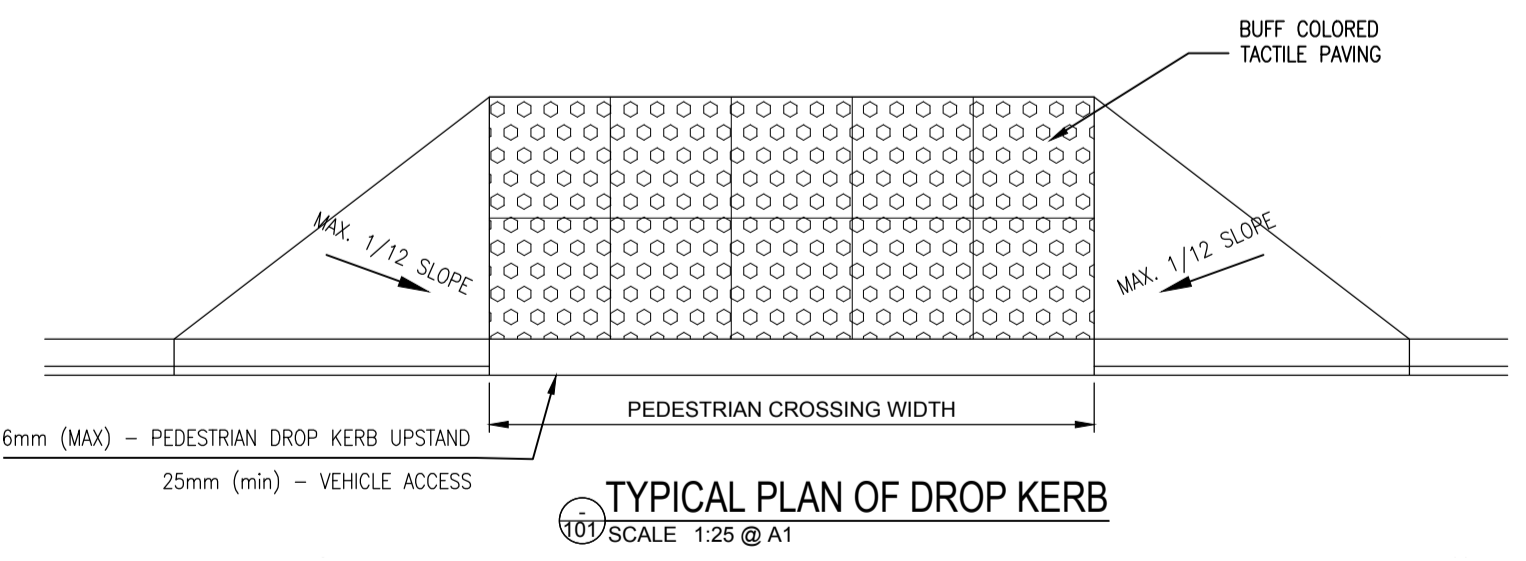 BUFF COLORED
TACTILE PAVING
MAX. 1/12 SLOPE
MAX. 1/12 SLOPE
PEDESTRIAN CROSSING WIDTH
6mm (MAX) – PEDESTRIAN DROP KERB UPSTAND
25mm (min) – VEHICLE ACCESS
-
101
TYPICAL PLAN OF DROP KERB
SCALE 1:25 @ A1